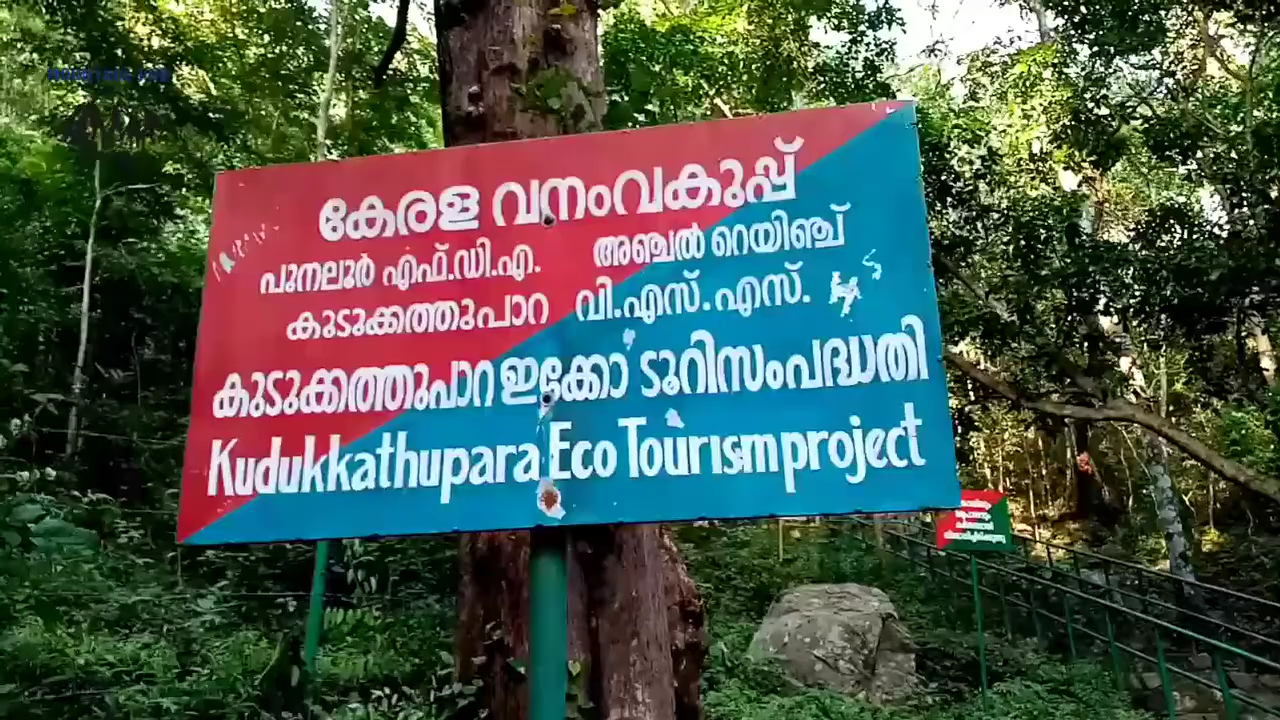 കേരള വനംവകുപ്പ്
പുനലൂർ എഫ്.ഡി.എ. അഞ്ചൽ റെയിഞ്ച്
കുടുക്കത്തുപാറ വി.എസ്.എസ്.
കുടുക്കത്തുപാറ ഇക്കോ ടൂറിസംപദ്ധതി
Kudukkathupara Eco Tourism project